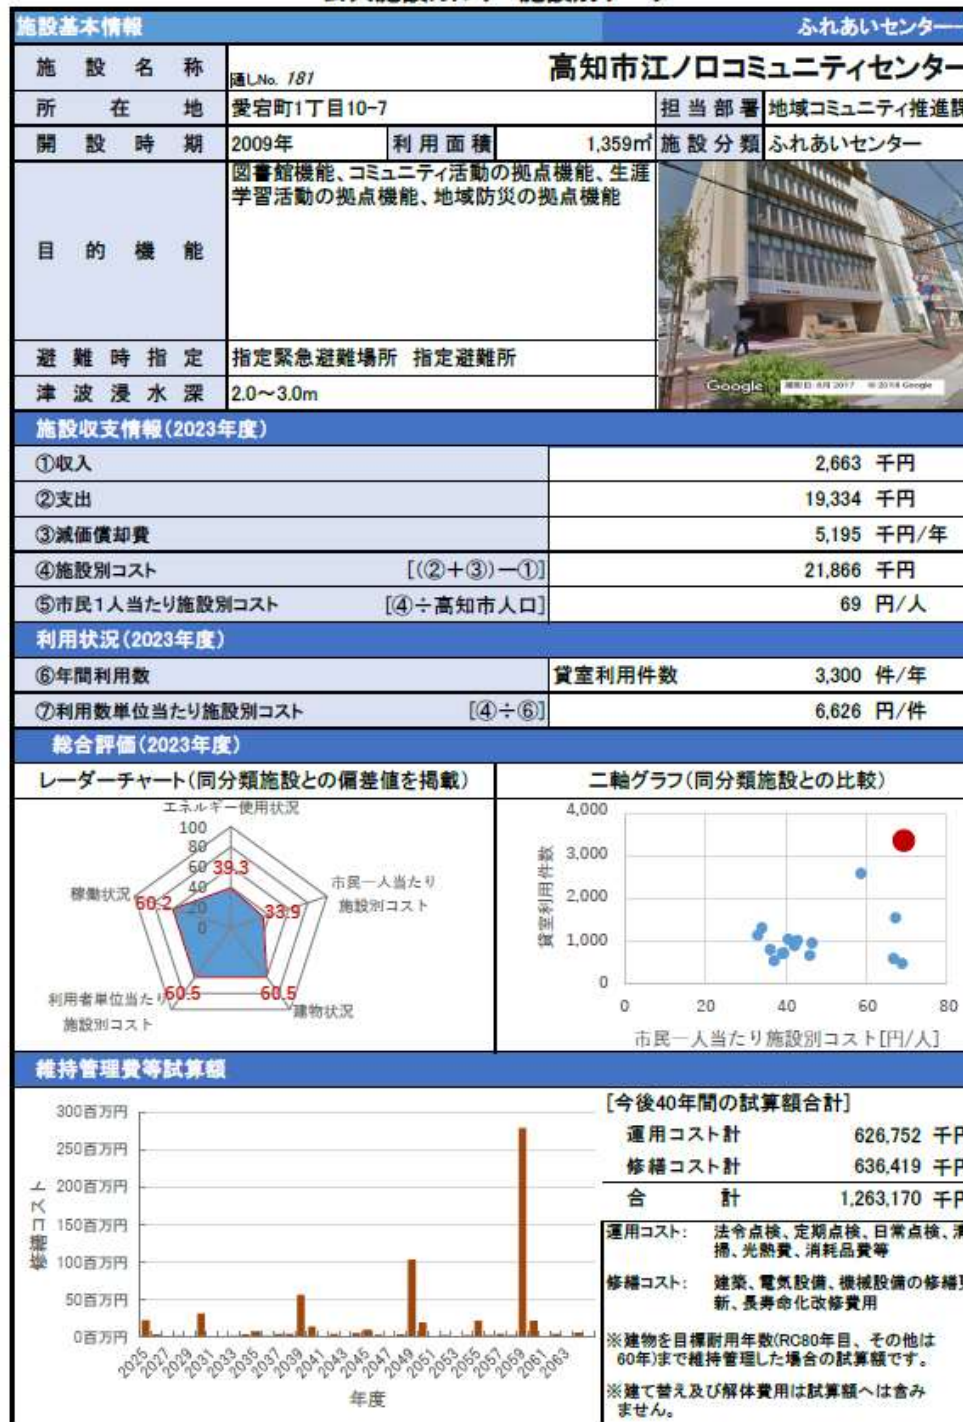 施設基本情報 ふれあいセンター
施設名称 通しNo. 181 高知市江ノ口コミュニティセンター
所在地 愛宕町1丁目10-7 担当部署 地域コミュニティ推進課
開設時期 2009年 利用面積 1,359㎡ 施設分類 ふれあいセンター
図書館機能、コミュニティ活動の拠点機能、生涯
学習活動の拠点機能、地域防災の拠点機能
目的機能
避難時指定 指定緊急避難場所 指定避難所
津波浸水深 2.0～3.0m
Google
施設収支情報(2023年度)
①収入 2,663 千円
②支出 19,334 千円
③減価償却費 5,195 千円/年
④施設別コスト [(②+③)－①] 21,866 千円
⑤市民1人当たり施設別コスト [④÷高知市人口] 69 円/人
利用状況(2023年度)
⑥年間利用数 貸室利用件数 3,300 件/年
⑦利用数単位当たり施設別コスト [④÷⑥] 6,626 円/件
総合評価(2023年度)
レーダーチャート(同分類施設との偏差値を掲載)
エネルギー使用状況
100
80
60
40
20
0
39.3
33.9
60.5
60.5
60.2
市民一人当たり
施設別コスト
建物状況
利用者単位当たり
施設別コスト
稼働状況
二軸グラフ(同分類施設との比較)
4,000
3,000
2,000
1,000
0
貸室利用件数
0 20 40 60 80
市民一人当たり施設別コスト[円/人]
維持管理費等試算額
300百万円
250百万円
200百万円
150百万円
100百万円
50百万円
0百万円
修繕コスト
2025 2027 2029 2031 2033 2035 2037 2039 2041 2043 2045 2047 2049 2051 2053 2055 2057 2059 2061 2063
年度
[今後40年間の試算額合計]
運用コスト計 626,752 千円
修繕コスト計 636,419 千円
合計 1,263,170 千円
運用コスト: 法令点検、定期点検、日常点検、清
掃、光熱費、消耗品費等
修繕コスト: 建築、電気設備、機械設備の修繕更
新、長寿命化改修費用
※建物を目標耐用年数(RC80年目、その他は
60年)まで維持管理した場合の試算額です。
※建て替え及び解体費用は試算額へは含み
ません。